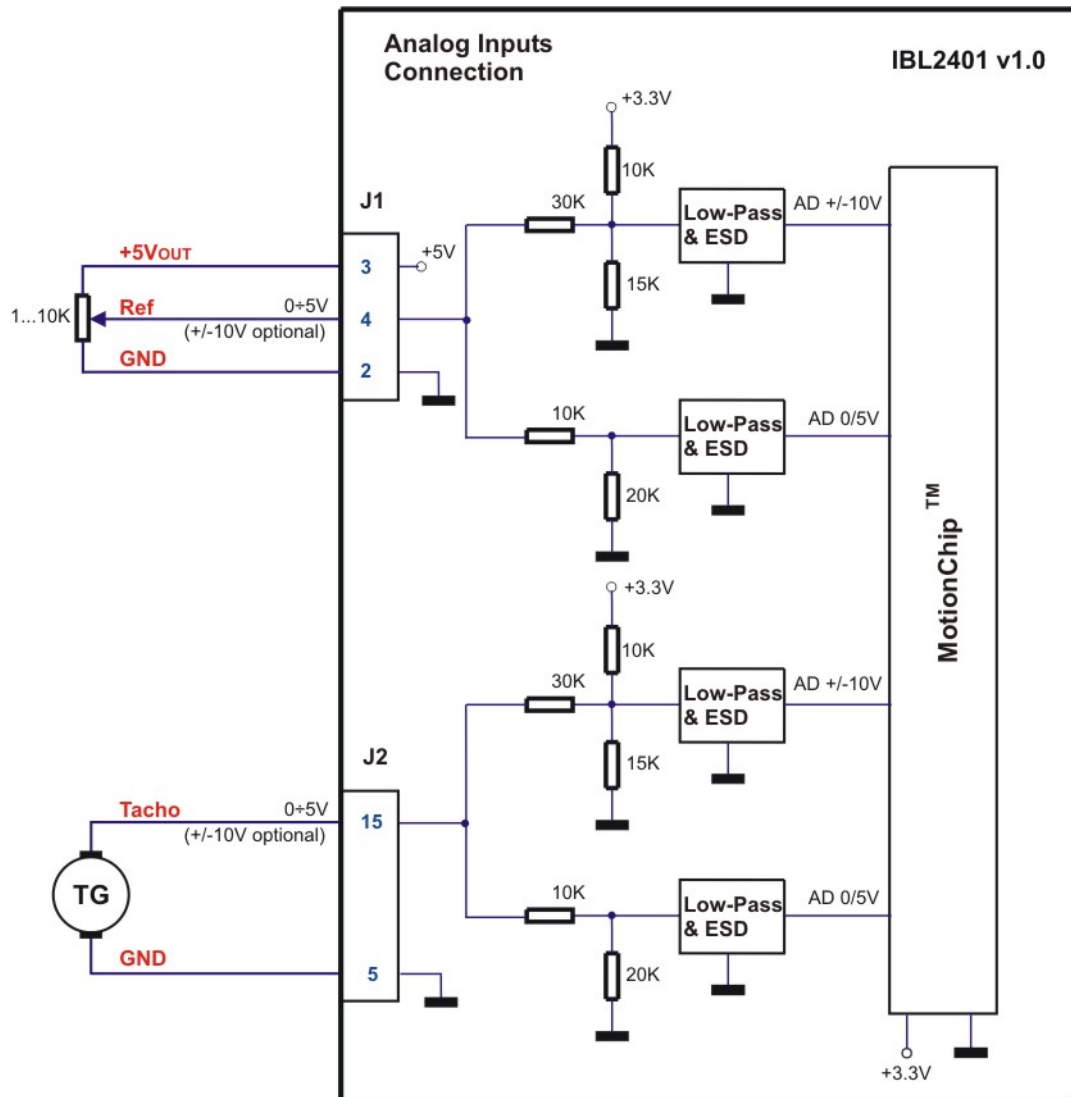 Analog Inputs
Connection
IBL2401 v1.0
+3.3V
10K
J1
30K
Low-Pass
& ESD
AD +/-10V
+5VOUT
3
+5V
15K
1...10K
Ref
0÷5V
4
(+/-10V optional)
GND
2
10K
Low-Pass
& ESD
AD 0/5V
20K
MotionChip™
+3.3V
10K
30K
Low-Pass
& ESD
AD +/-10V
J2
15K
Tacho
0÷5V
15
(+/-10V optional)
TG
10K
Low-Pass
& ESD
AD 0/5V
GND
5
20K
+3.3V